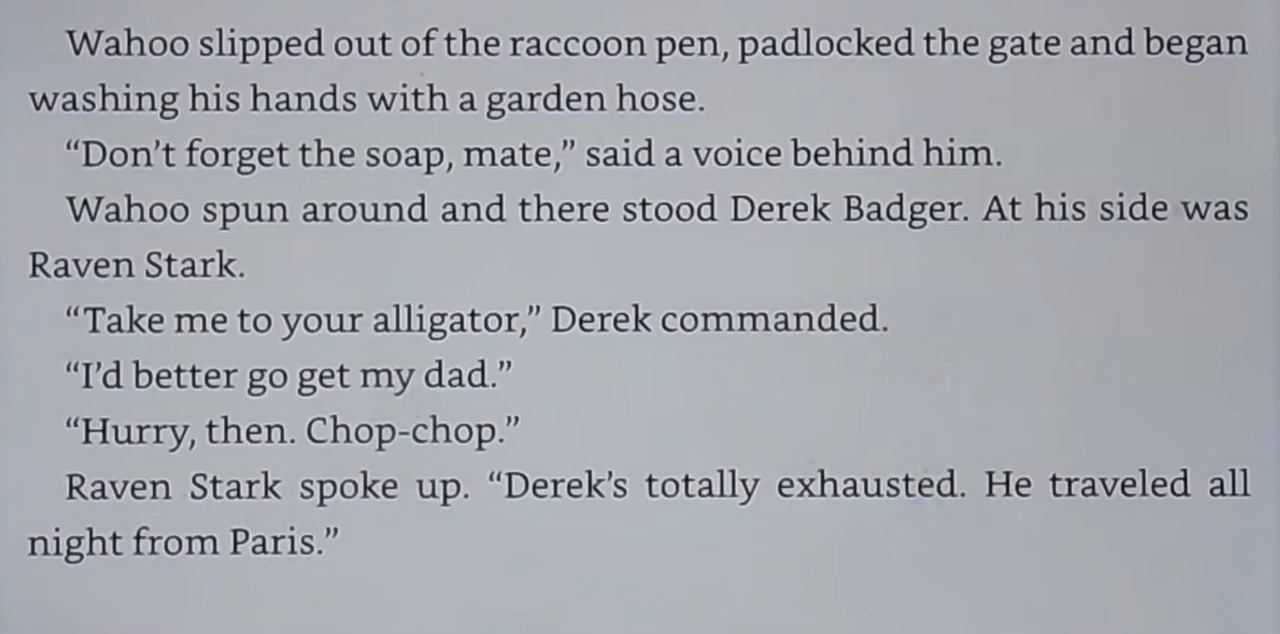 Wahoo slipped out of the raccoon pen, padlocked the gate and began
washing his hands with a garden hose.
“Don’t forget the soap, mate,” said a voice behind him.
Wahoo spun around and there stood Derek Badger. At his side was
Raven Stark.
“Take me to your alligator,” Derek commanded.
“I’d better go get my dad.”
“Hurry, then. Chop-chop.”
Raven Stark spoke up. “Derek’s totally exhausted. He traveled all
night from Paris.”